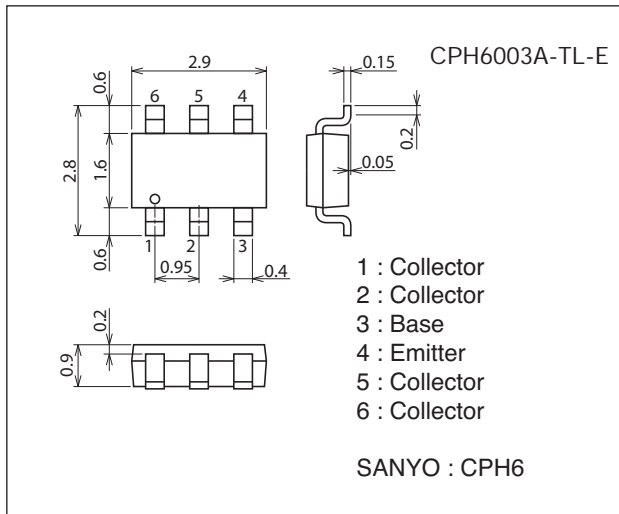 CPH6003A-TL-E
2.9
0.15
0.6
6
5
4
0.2
2.8
1.6
0.05
0.6
1
2
3
0.95
0.4
1 : Collector
2 : Collector
3 : Base
4 : Emitter
5 : Collector
6 : Collector
0.2
0.9
SANYO : CPH6